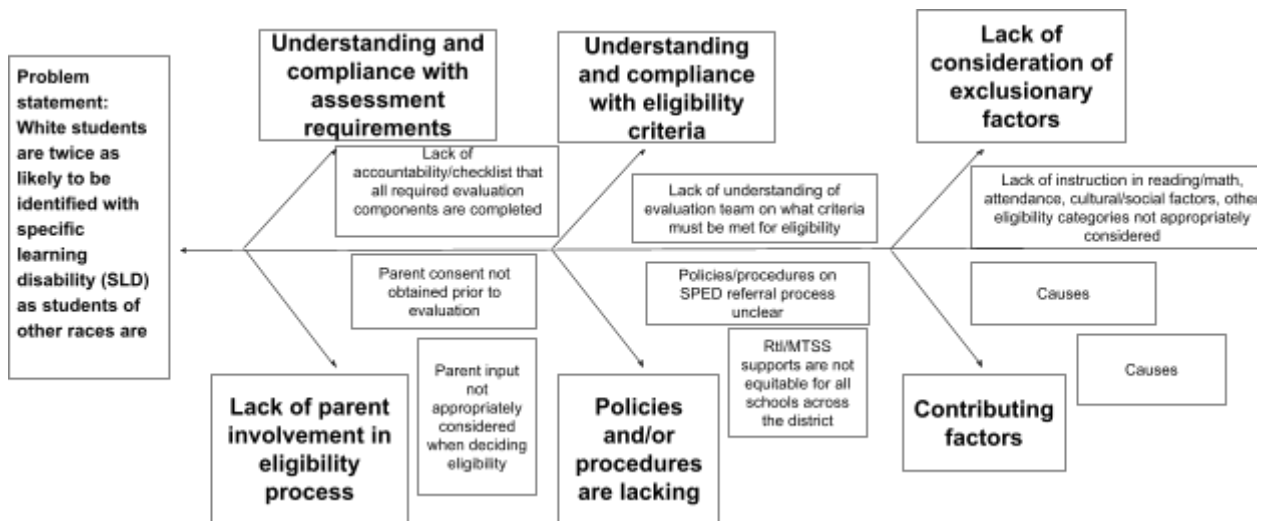 Problem
statement:
White students
are twice as
likely to be
identified with
specific
learning
disability (SLD)
as students of
other races are
Understanding and
compliance with
assessment
requirements
Understanding
and compliance
with eligibility
criteria
Lack of
consideration of
exclusionary
factors
Lack of
accountability/checklist that
all required evaluation
components are completed
Lack of understanding of
evaluation team on what criteria
must be met for eligibility
Lack of instruction in reading/math,
attendance, cultural/social factors, other
eligibility categories not appropriately
considered
Parent consent not
obtained prior to
evaluation
Policies/procedures on
SPED referral process
unclear
Causes
Parent input
not
appropriately
considered
when deciding
eligibility
RtI/MTSS
supports are not
equitable for all
schools across
the district
Causes
Lack of parent
involvement in
eligibility
process
Policies
and/or
procedures
are lacking
Contributing
factors